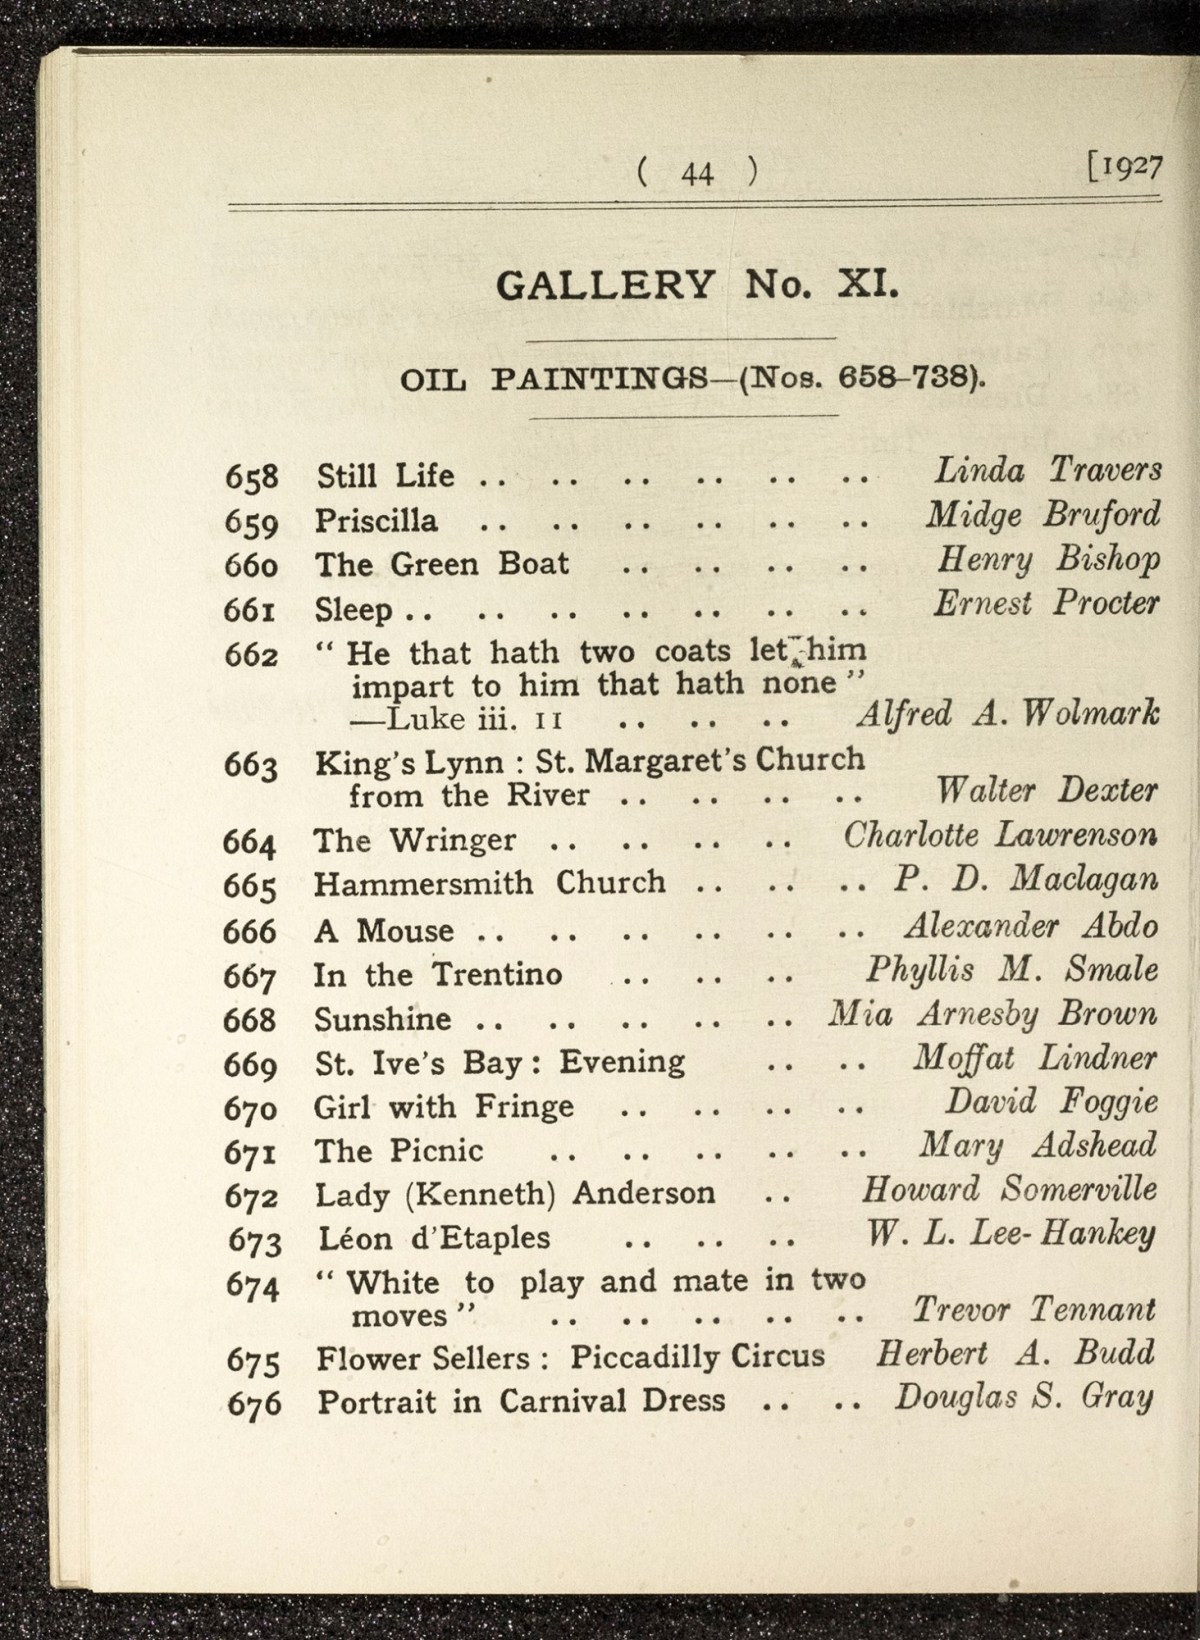 ( 44 ) [1927
GALLERY No. XI.
OIL PAINTINGS—(Nos. 658-738).
658 Still Life .. .. .. .. .. .. Linda Travers
659 Priscilla .. .. .. .. .. .. Midge Bruford
660 The Green Boat .. .. .. .. Henry Bishop
661 Sleep .. .. .. .. .. .. .. Ernest Procter
662 “ He that hath two coats let him
impart to him that hath none ”
—Luke iii. 11 .. .. .. Alfred A. Wolmark
663 King's Lynn : St. Margaret's Church
from the River .. .. .. .. Walter Dexter
664 The Wringer .. .. .. .. Charlotte Lawrenson
665 Hammersmith Church .. .. .. P. D. Maclagan
666 A Mouse .. .. .. .. .. .. Alexander Abdo
667 In the Trentino .. .. .. Phyllis M. Smale
668 Sunshine .. .. .. .. .. Mia Arnesby Brown
669 St. Ive's Bay : Evening .. .. Moffat Lindner
670 Girl with Fringe .. .. .. .. David Foggie
671 The Picnic .. .. .. .. .. Mary Adshead
672 Lady (Kenneth) Anderson .. Howard Somerville
673 Léon d'Etaples .. .. .. W. L. Lee-Hankey
674 “ White to play and mate in two
moves ” .. .. .. .. .. Trevor Tennant
675 Flower Sellers : Piccadilly Circus Herbert A. Budd
676 Portrait in Carnival Dress .. .. Douglas S. Gray